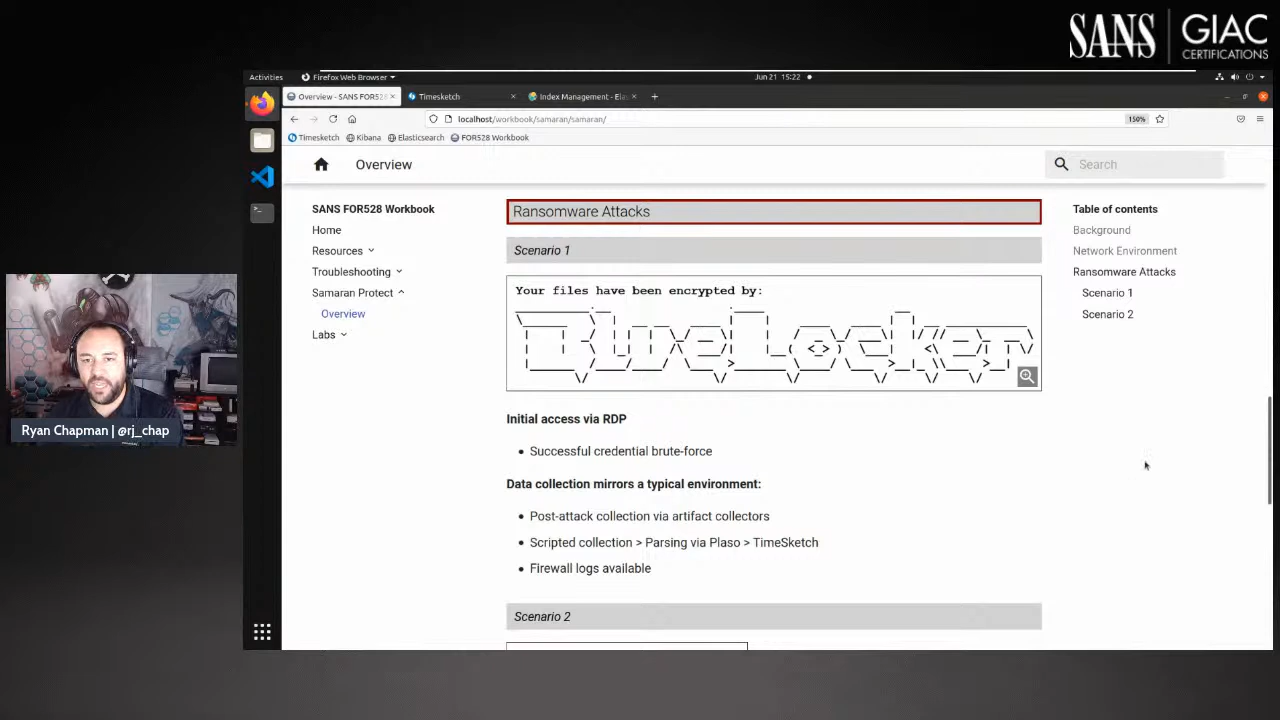 SANS GIAC CERTIFICATIONS
Activities Firefox Web Browser Jun 21 15:22
Overview - SANS FOR528 Timesketch Index Management - Ela
localhost/workbook/samaran/samaran/ 150%
Timesketch Kibana Elasticsearch FOR528 Workbook
Overview Search
SANS FOR528 Workbook
Home
Resources
Troubleshooting
Samaran Protect
Overview
Labs
Ransomware Attacks
Scenario 1
Your files have been encrypted by:
Initial access via RDP
Successful credential brute-force
Data collection mirrors a typical environment:
Post-attack collection via artifact collectors
Scripted collection > Parsing via Plaso > TimeSketch
Firewall logs available
Scenario 2
Table of contents
Background
Network Environment
Ransomware Attacks
Scenario 1
Scenario 2
Ryan Chapman | @rj_chap